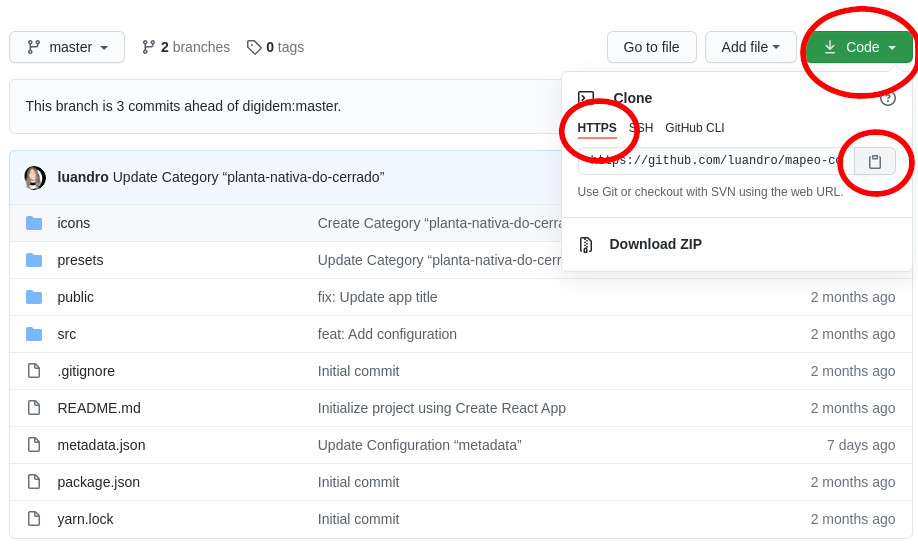 master 2 branches 0 tags Go to file Add file Code
This branch is 3 commits ahead of digidem:master.
Clone
HTTPS SSH GitHub CLI
https://github.com/luandro/mapeo-co
Use Git or checkout with SVN using the web URL.
Download ZIP
luandro Update Category “planta-nativa-do-cerrado”
icons Create Category “planta-nativa-do-cerra
presets Update Category “planta-nativa-do-cerr
public fix: Update app title 2 months ago
src feat: Add configuration 2 months ago
.gitignore Initial commit 2 months ago
README.md Initialize project using Create React App 2 months ago
metadata.json Update Configuration “metadata” 7 days ago
package.json Initial commit 2 months ago
yarn.lock Initial commit 2 months ago